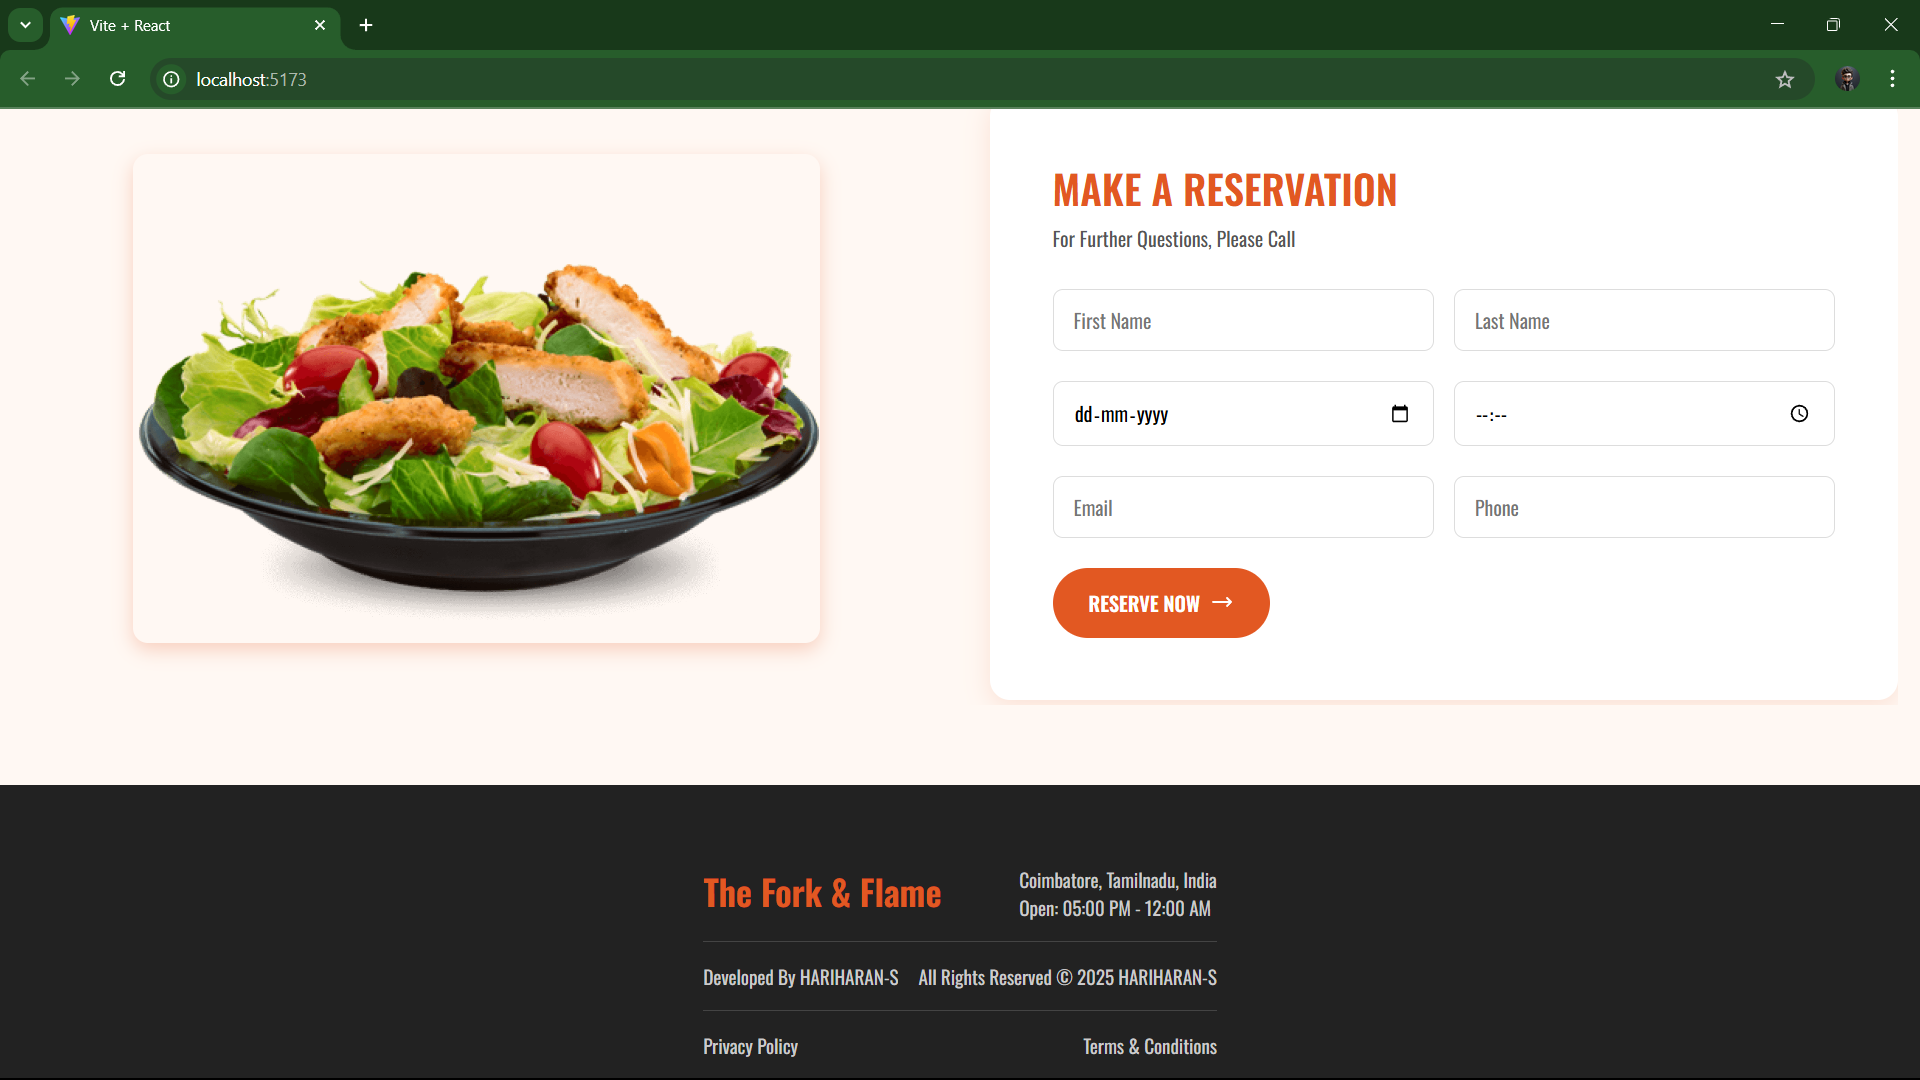 Vite + React
localhost:5173
MAKE A RESERVATION
For Further Questions, Please Call
First Name
Last Name
dd-mm-yyyy
--:--
Email
Phone
RESERVE NOW →
The Fork & Flame
Coimbatore, Tamilnadu, India
Open: 05:00 PM - 12:00 AM
Developed By HARIHARAN-S
All Rights Reserved © 2025 HARIHARAN-S
Privacy Policy
Terms & Conditions